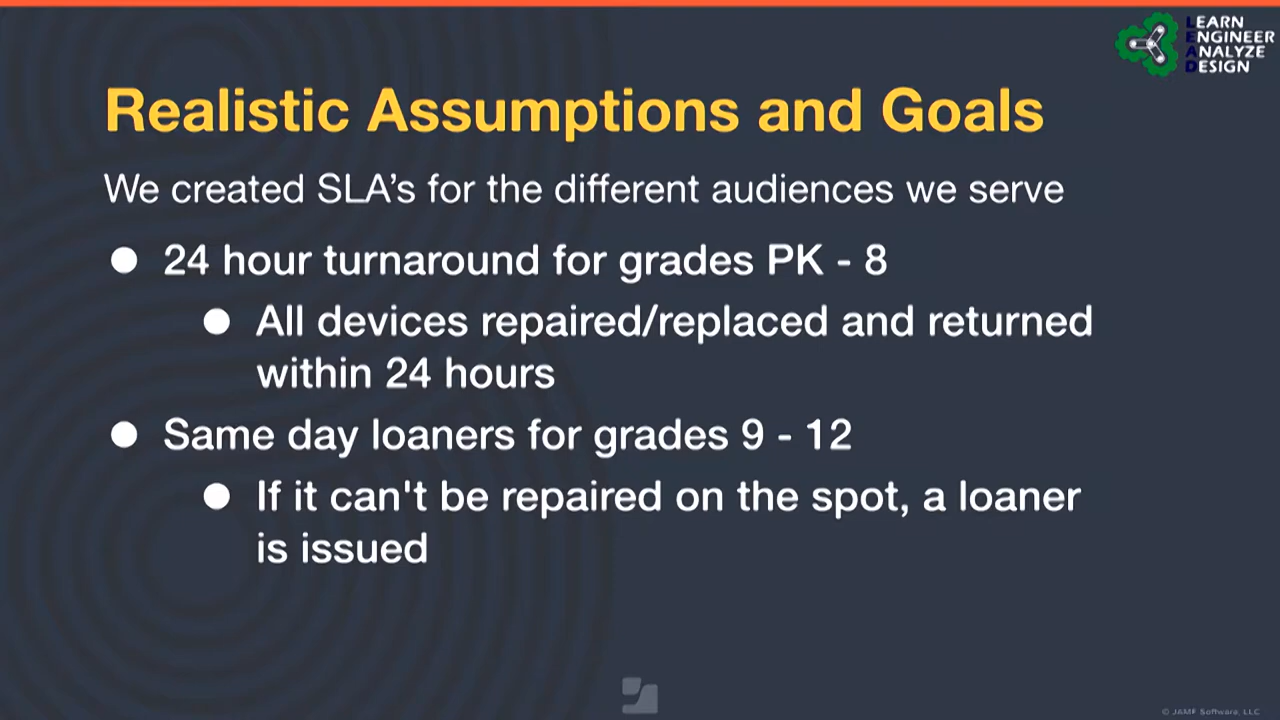 LEARN
ENGINEER
ANALYZE
DESIGN
Realistic Assumptions and Goals
We created SLA’s for the different audiences we serve
● 24 hour turnaround for grades PK - 8
● All devices repaired/replaced and returned
within 24 hours
● Same day loaners for grades 9 - 12
● If it can't be repaired on the spot, a loaner
is issued
© JAMF Software, LLC